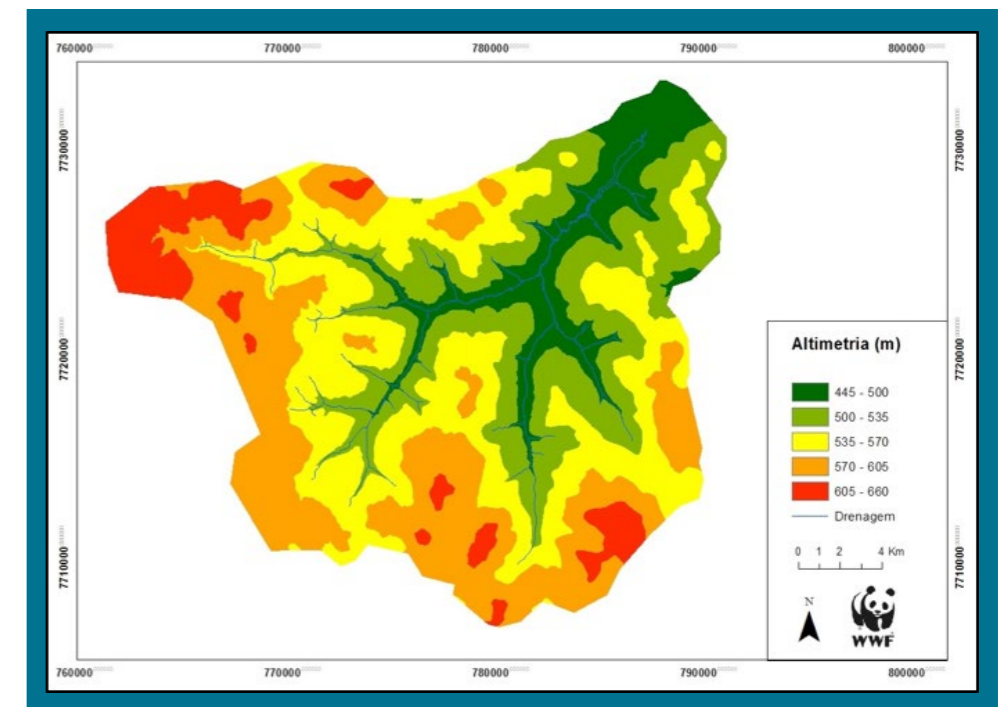 760000 770000 780000 790000 800000
7730000 7730000
7720000 7720000
7710000 7710000
Altimetria (m)
445 - 500
500 - 535
535 - 570
570 - 605
605 - 660
Drenagem
0 1 2 4 Km
N
WWF
760000 770000 780000 790000 800000